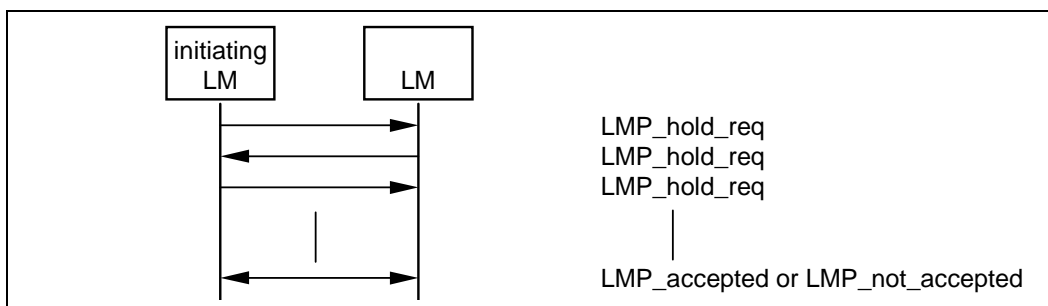 initiating
LM
LM
LMP_hold_req
LMP_hold_req
LMP_hold_req
LMP_accepted or LMP_not_accepted